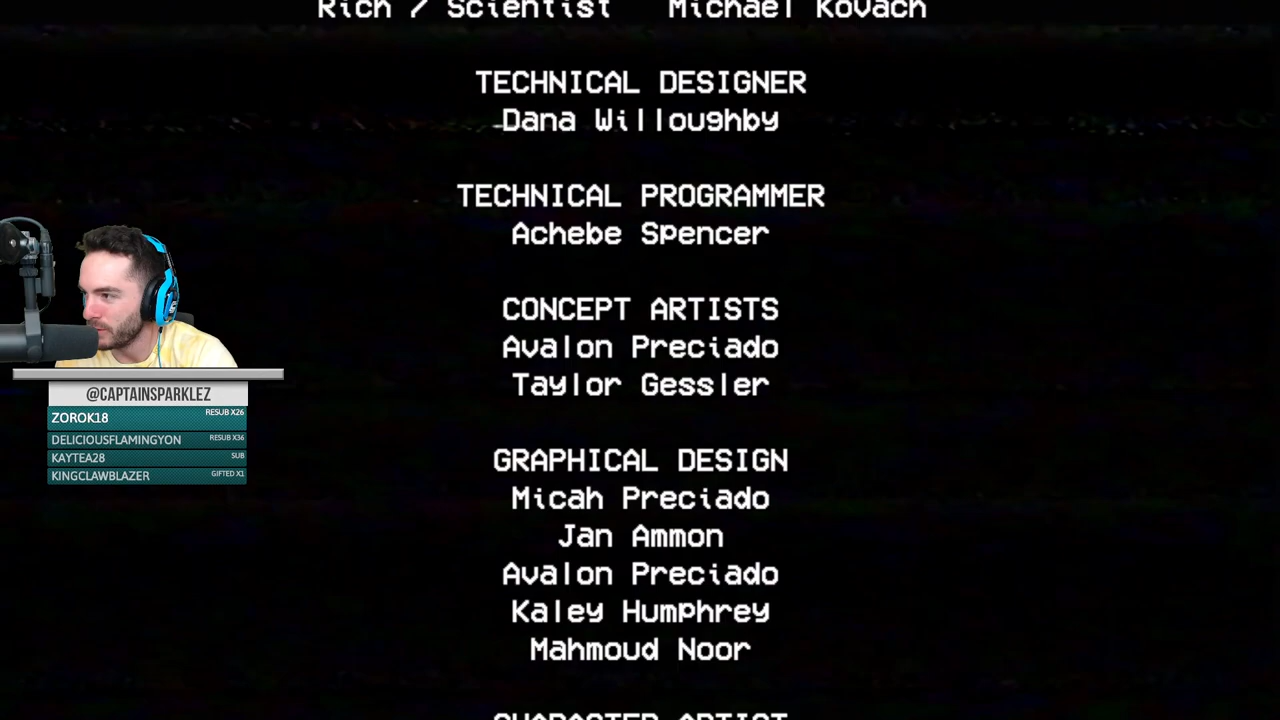 Rich / Scientist Michael Kovach
TECHNICAL DESIGNER
Dana Willoughby
TECHNICAL PROGRAMMER
Achebe Spencer
CONCEPT ARTISTS
Avalon Preciado
Taylor Gessler
GRAPHICAL DESIGN
Micah Preciado
Jan Ammon
Avalon Preciado
Kaley Humphrey
Mahmoud Noor
CHARACTER ARTIST
@CAPTAINSPARKLEZ
ZOROK18 RESUB X26
DELICIOUSFLAMINGYON RESUB X36
KAYTEA28 SUB
KINGCLAWBLAZER GIFTED X1